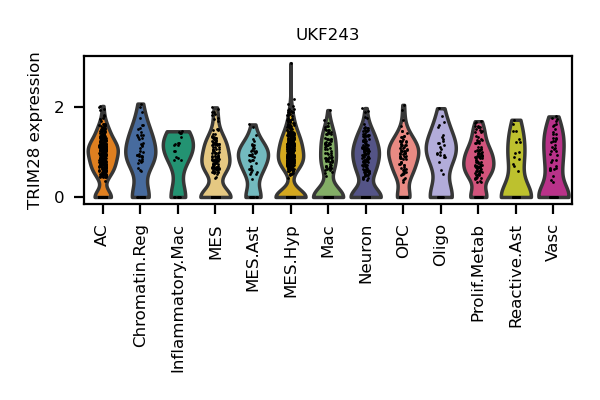 UKF243
TRIM28 expression
2
0
AC
Chromatin.Reg
Inflammatory.Mac
MES
MES.Ast
MES.Hyp
Mac
Neuron
OPC
Oligo
Prolif.Metab
Reactive.Ast
Vasc